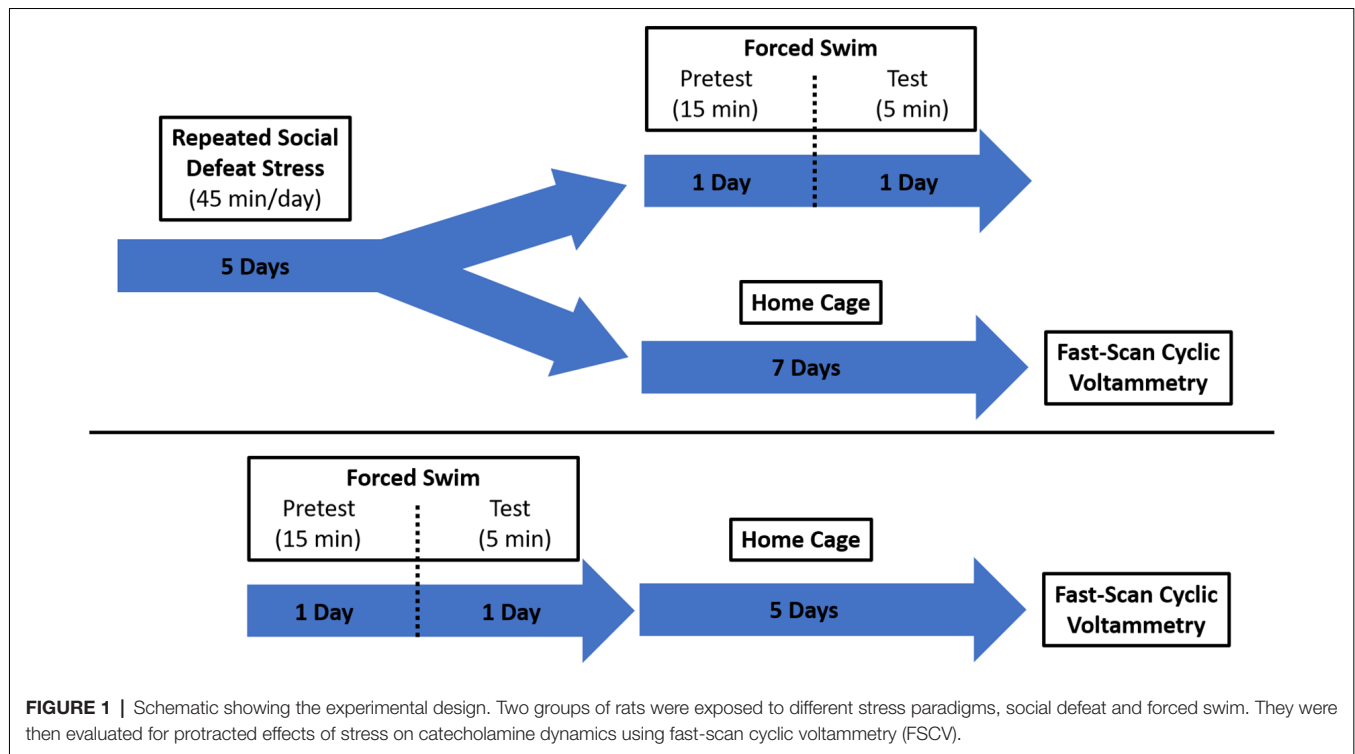 Forced Swim
Pretest
(15 min)
Test
(5 min)
1 Day
1 Day
Repeated Social
Defeat Stress
(45 min/day)
5 Days
Home Cage
7 Days
Fast-Scan Cyclic
Voltammetry
Forced Swim
Pretest
(15 min)
Test
(5 min)
1 Day
1 Day
Home Cage
5 Days
Fast-Scan Cyclic
Voltammetry
FIGURE 1 | Schematic showing the experimental design. Two groups of rats were exposed to different stress paradigms, social defeat and forced swim. They were
then evaluated for protracted effects of stress on catecholamine dynamics using fast-scan cyclic voltammetry (FSCV).